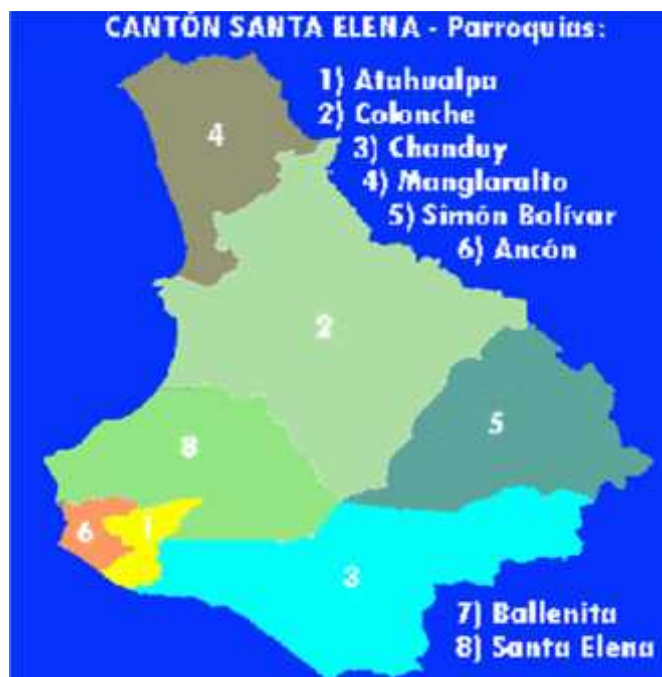 CANTÓN SANTA ELENA - Parroquias:
1) Atahualpa
2) Colonche
3) Chanduy
4) Manglaralto
5) Simón Bolívar
6) Ancón
4
2
5
8
6
1
3
7) Ballenita
8) Santa Elena